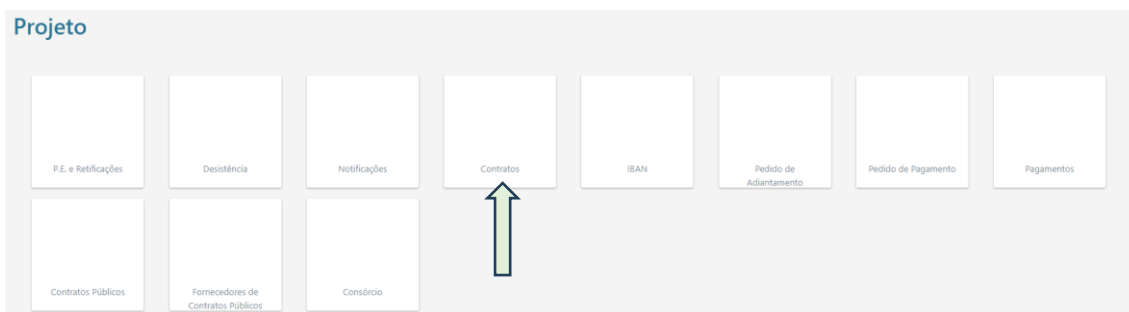 Projeto
P.E. e Retificações
Desistência
Notificações
Contratos
IBAN
Pedido de
Adiantamento
Pedido de Pagamento
Pagamentos
Contratos Públicos
Fornecedores de
Contratos Públicos
Consórcio